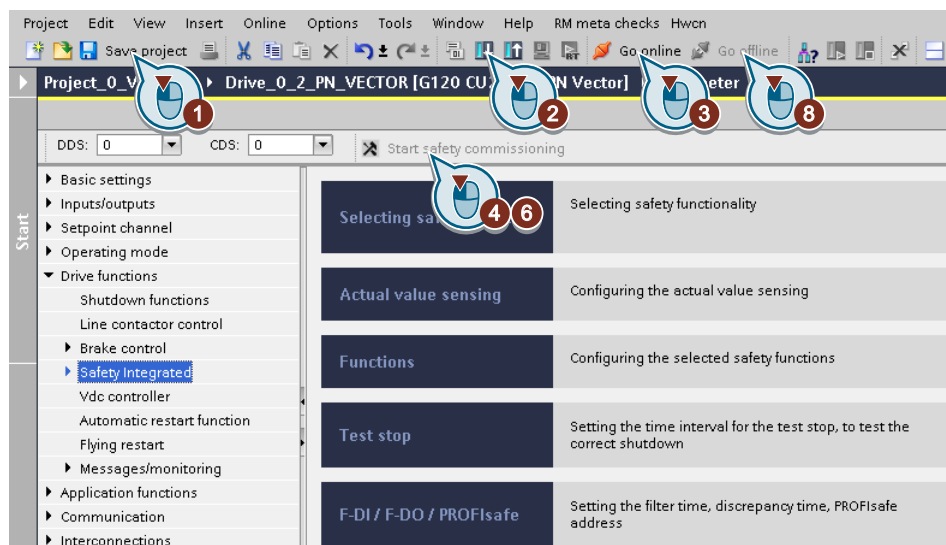 Project Edit View Insert Online Options Tools Window Help RM meta checks Hwcn
Save project Go online Go offline
Project_0_V Drive_0_2_PN_VECTOR [G120 CU PN Vector] eter
1 2 3 8
DDS: 0 CDS: 0 Start safety commissioning
4 6
Start
Basic settings
Inputs/outputs
Setpoint channel
Operating mode
Drive functions
Shutdown functions
Line contactor control
Brake control
Safety Integrated
Vdc controller
Automatic restart function
Flying restart
Messages/monitoring
Application functions
Communication
Interconnections
Selecting sa
Selecting safety functionality
Actual value sensing
Configuring the actual value sensing
Functions
Configuring the selected safety functions
Test stop
Setting the time interval for the test stop, to test the
correct shutdown
F-DI / F-DO / PROFIsafe
Setting the filter time, discrepancy time, PROFIsafe
address